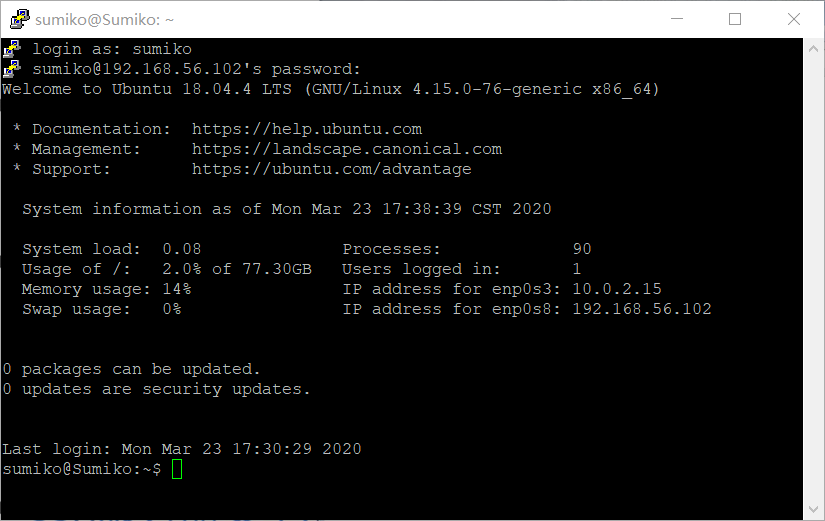 sumiko@Sumiko: ~
login as: sumiko
sumiko@192.168.56.102's password:
Welcome to Ubuntu 18.04.4 LTS (GNU/Linux 4.15.0-76-generic x86_64)
* Documentation:  https://help.ubuntu.com
* Management:     https://landscape.canonical.com
* Support:        https://ubuntu.com/advantage
System information as of Mon Mar 23 17:38:39 CST 2020
System load:  0.08              Processes:             90
Usage of /:   2.0% of 77.30GB   Users logged in:       1
Memory usage: 14%               IP address for enp0s3: 10.0.2.15
Swap usage:   0%                IP address for enp0s8: 192.168.56.102
0 packages can be updated.
0 updates are security updates.
Last login: Mon Mar 23 17:30:29 2020
sumiko@Sumiko:~$